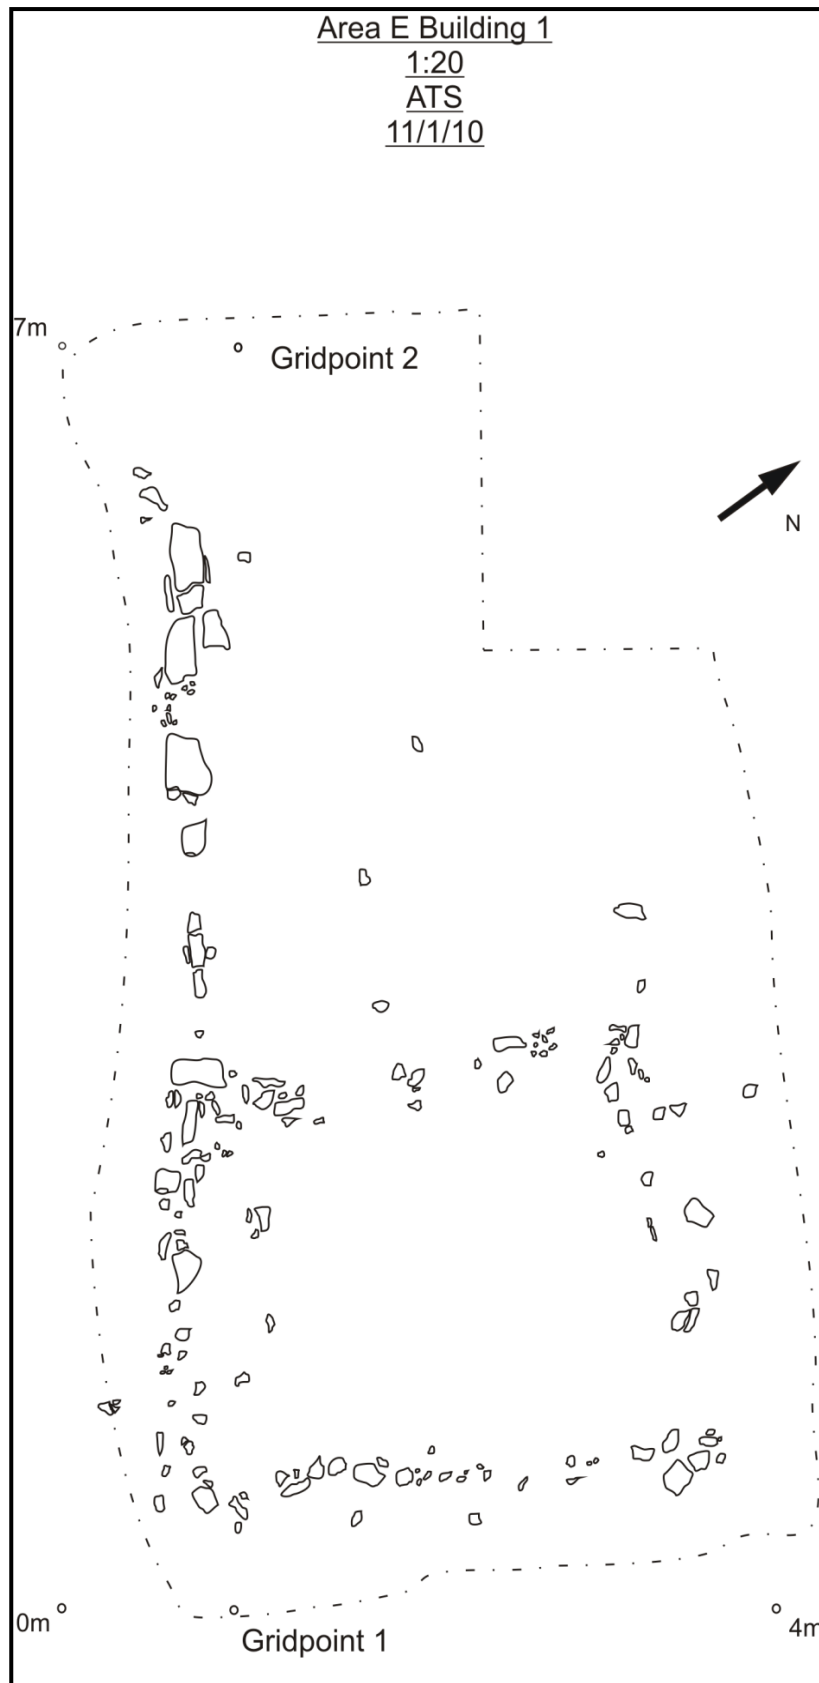 Area E Building 1
1:20
ATS
11/1/10
7m
Gridpoint 2
N
0m
Gridpoint 1
4m